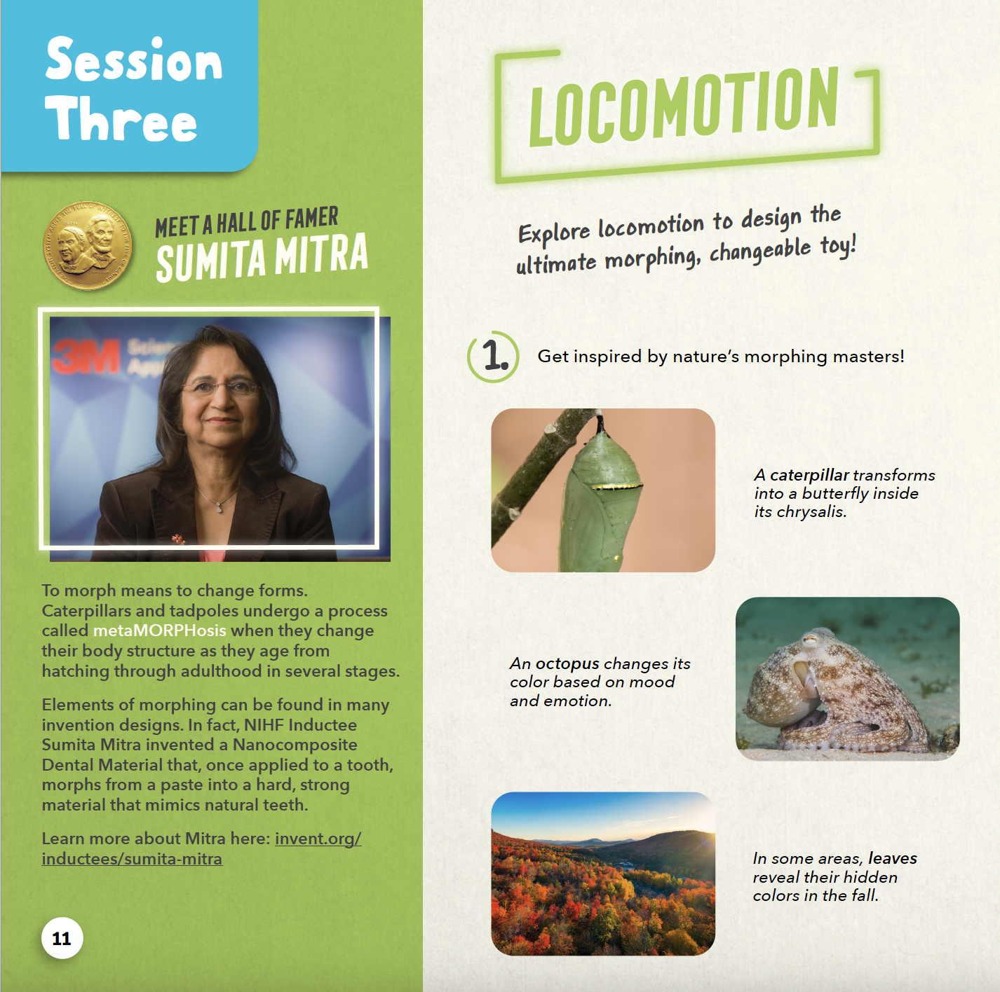 Session
Three
MEET A HALL OF FAMER
SUMITA MITRA
3M
To morph means to change forms.
Caterpillars and tadpoles undergo a process
called metaMORPHosis when they change
their body structure as they age from
hatching through adulthood in several stages.
Elements of morphing can be found in many
invention designs. In fact, NIHF Inductee
Sumita Mitra invented a Nanocomposite
Dental Material that, once applied to a tooth,
morphs from a paste into a hard, strong
material that mimics natural teeth.
Learn more about Mitra here: invent.org/
inductees/sumita-mitra
11
LOCOMOTION
Explore locomotion to design the
ultimate morphing, changeable toy!
1.
Get inspired by nature’s morphing masters!
A caterpillar transforms
into a butterfly inside
its chrysalis.
An octopus changes its
color based on mood
and emotion.
In some areas, leaves
reveal their hidden
colors in the fall.